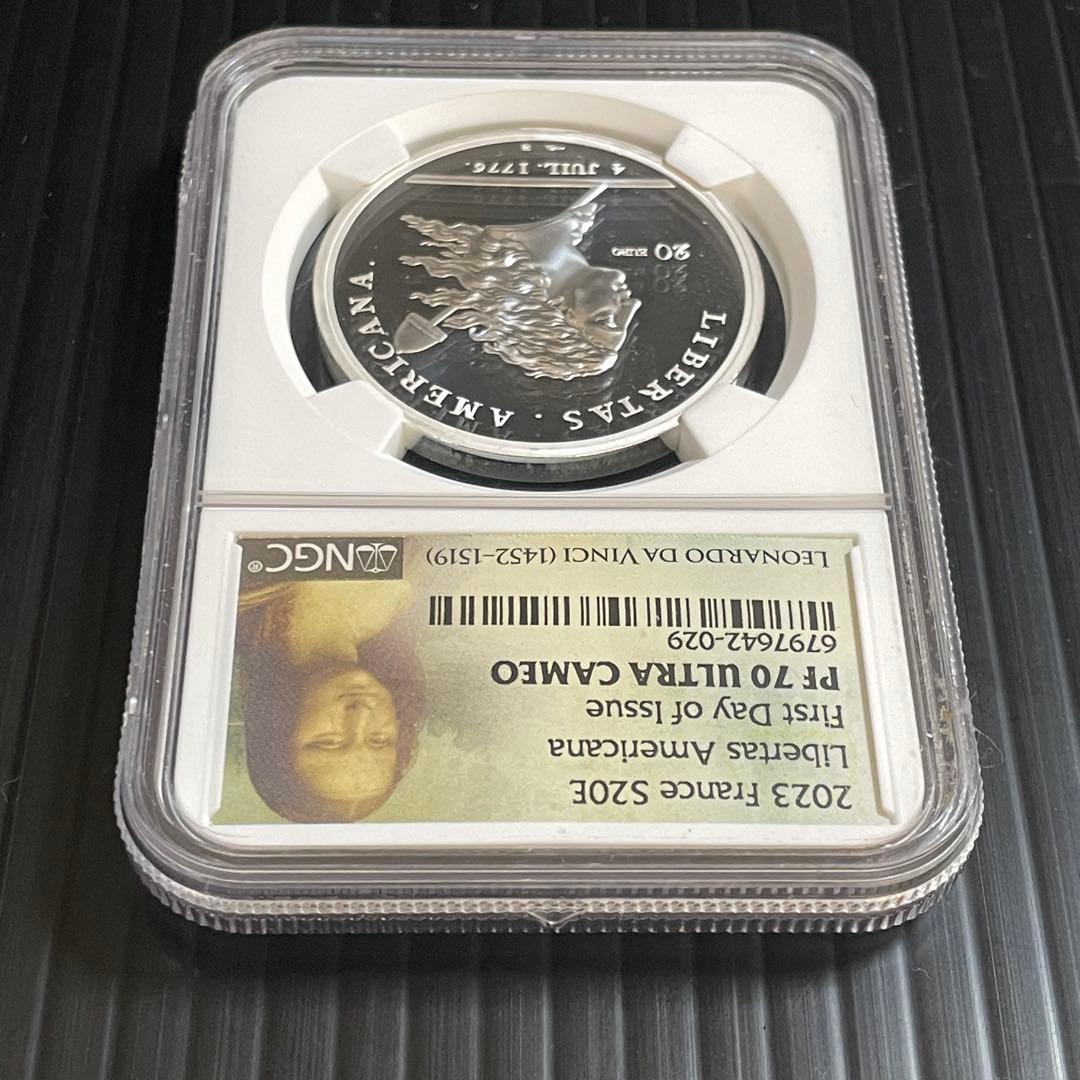 2023 France S20E
Libertas Americana
First Day of Issue
PF 70 ULTRA CAMEO
6797642-029
LEONARDO DA VINCI (1452–1519)
NGC®
LIBERTAS . AMERICANA.
20 EURO
4 JUIL. 1776.